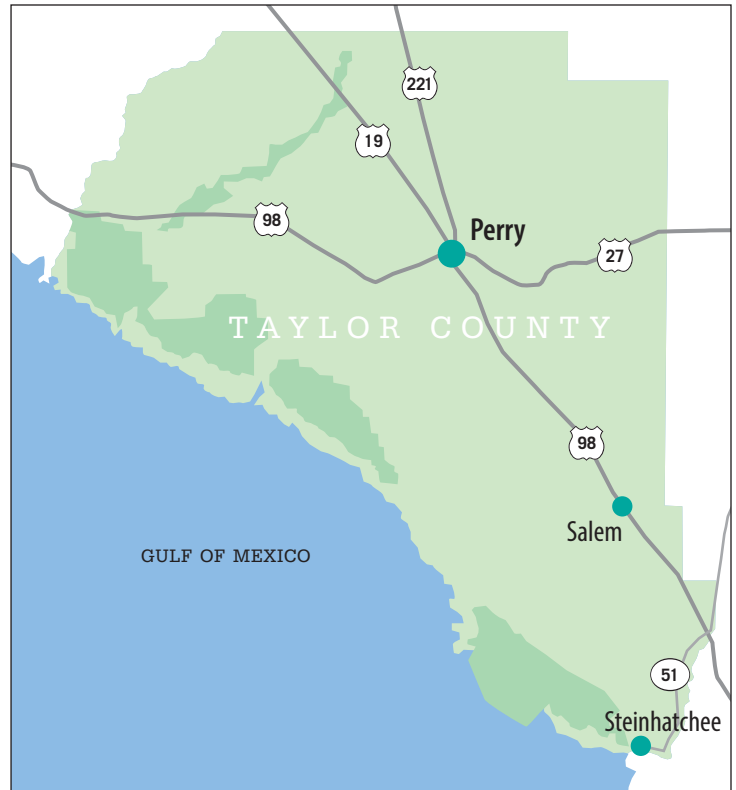 221
19
98
Perry
27
TAYLOR COUNTY
98
Salem
GULF OF MEXICO
51
Steinhatchee